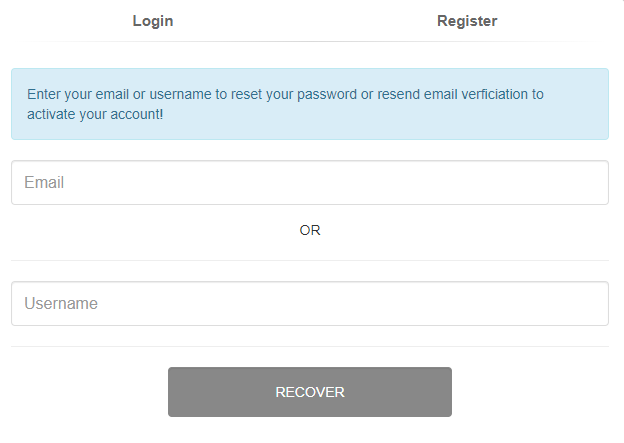 Login Register
Enter your email or username to reset your password or resend email verficiation to
activate your account!
Email
OR
Username
RECOVER